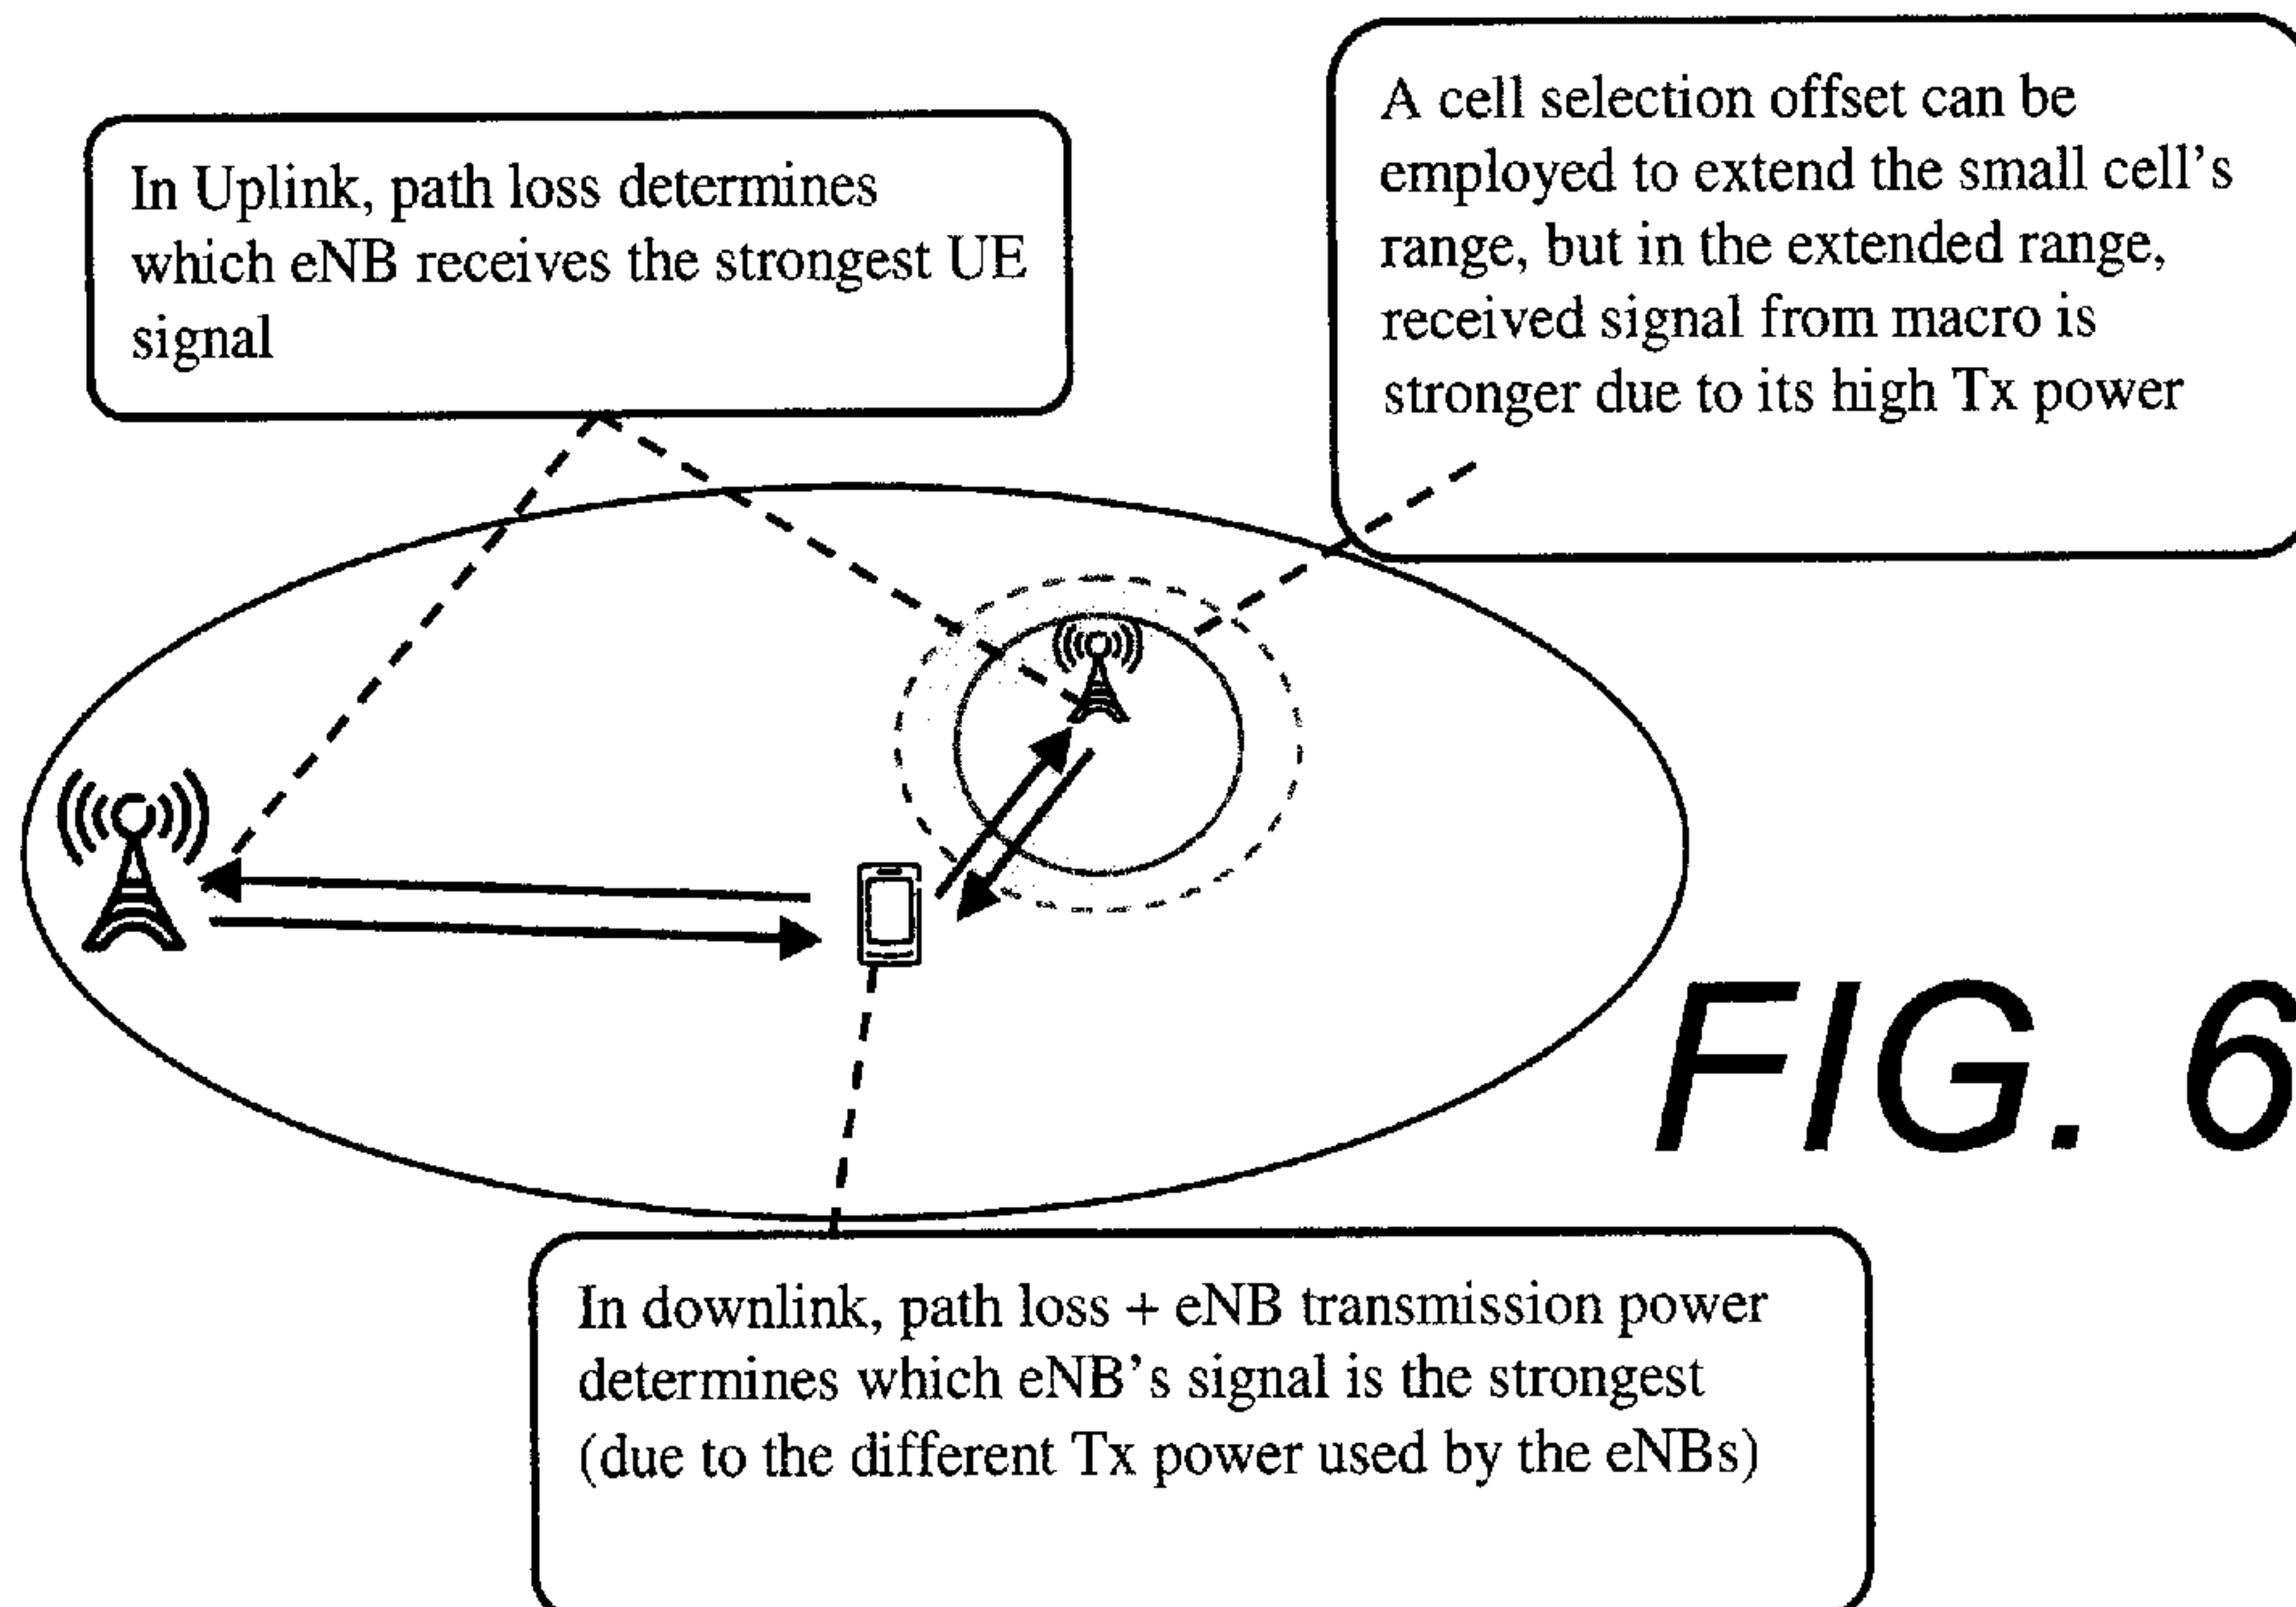 In Uplink, path loss determines
which eNB receives the strongest UE
signal
A cell selection offset can be
employed to extend the small cell's
range, but in the extended range,
received signal from macro is
stronger due to its high Tx power
FIG. 6
In downlink, path loss + eNB transmission power
determines which eNB's signal is the strongest
(due to the different Tx power used by the eNBs)